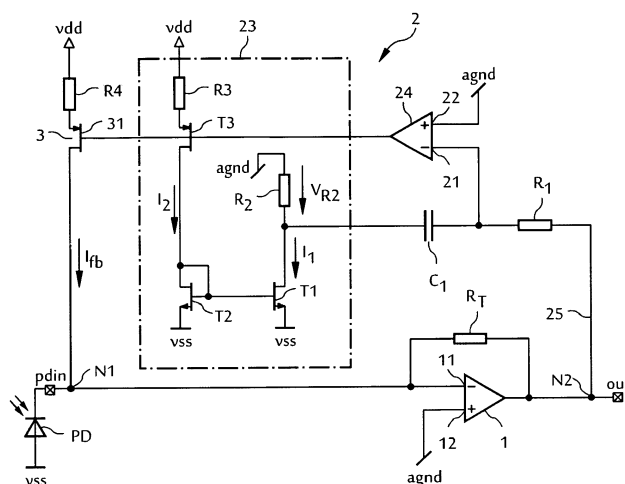 vdd
vdd
23
2
R4
R3
agnd
24
22
3
31
T3
+
−
21
agnd
R2
VR2
I2
R1
Ifb
I1
C1
T1
T2
25
vss
vss
RT
pdin
N1
11
N2
ou
−
+
PD
12
1
vss
agnd